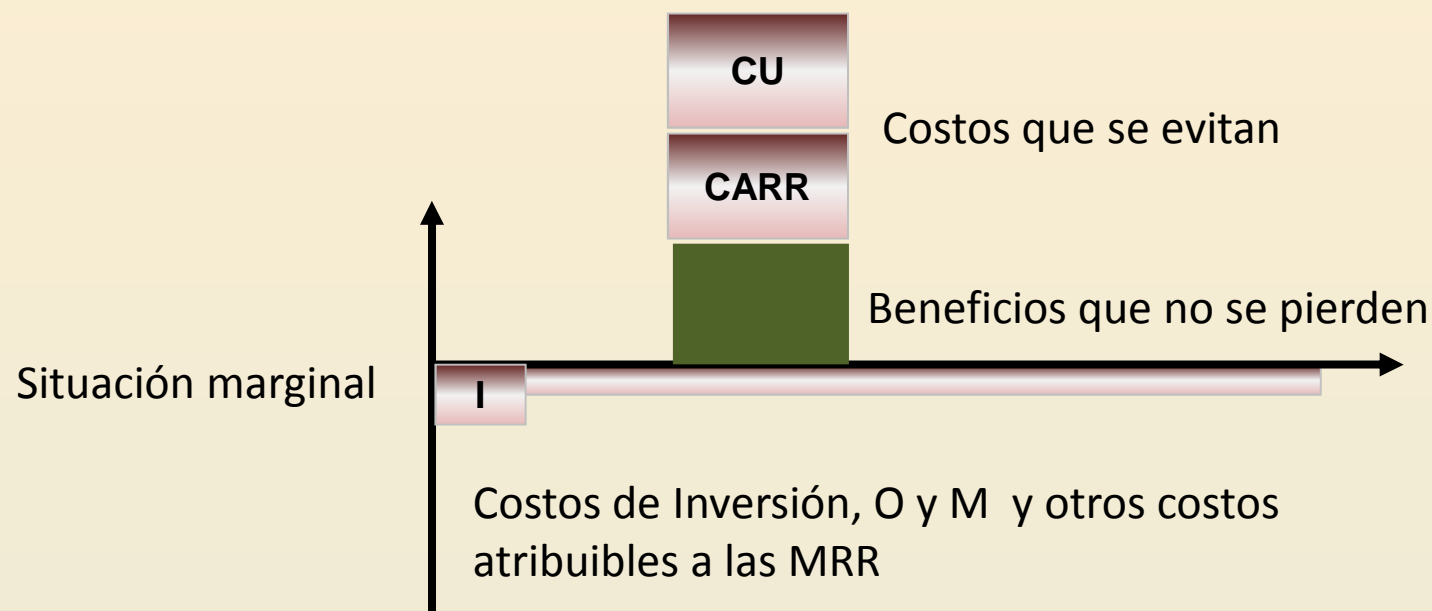 CU
Costos que se evitan
CARR
Beneficios que no se pierden
Situación marginal
I
Costos de Inversión, O y M y otros costos
atribuibles a las MRR